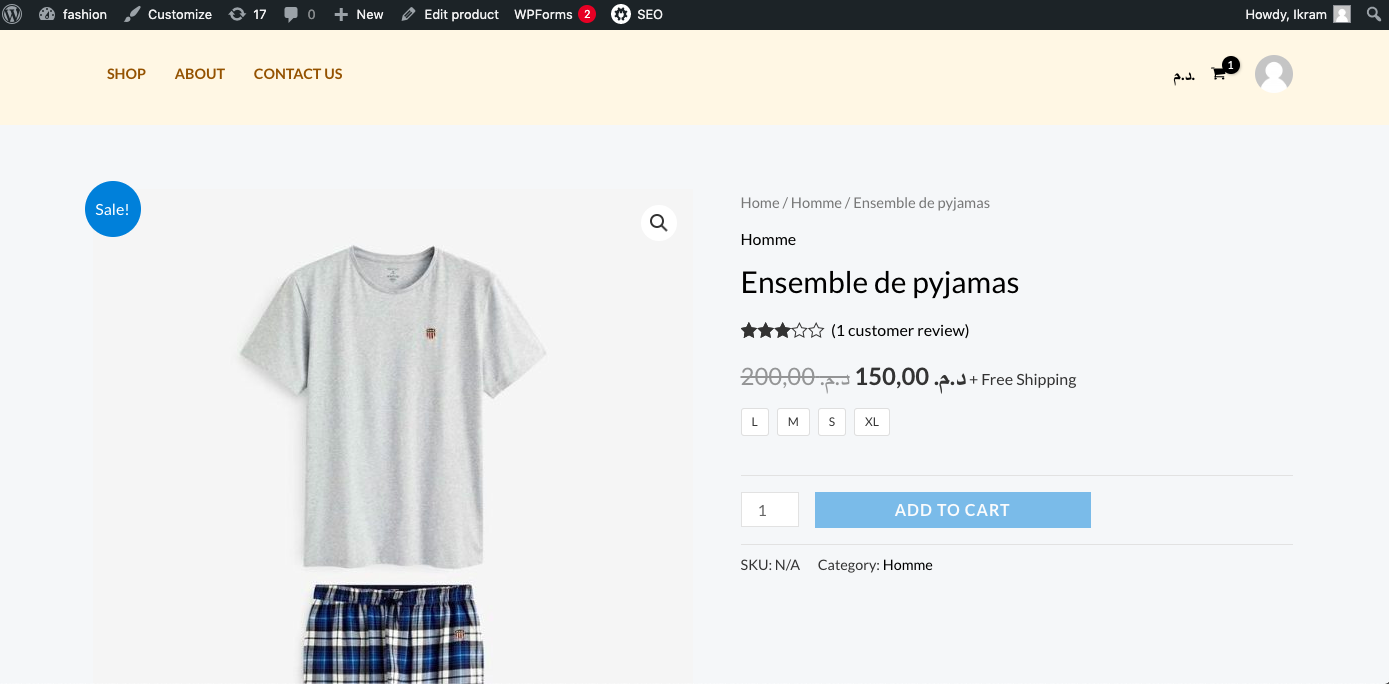 fashion Customize 17 0 New Edit product WPForms 2 SEO Howdy, Ikram
SHOP ABOUT CONTACT US د.م. 1
Sale!
Home / Homme / Ensemble de pyjamas
Homme
Ensemble de pyjamas
(1 customer review)
200,00 د.م. 150,00 د.م. + Free Shipping
L M S XL
1 ADD TO CART
SKU: N/A Category: Homme